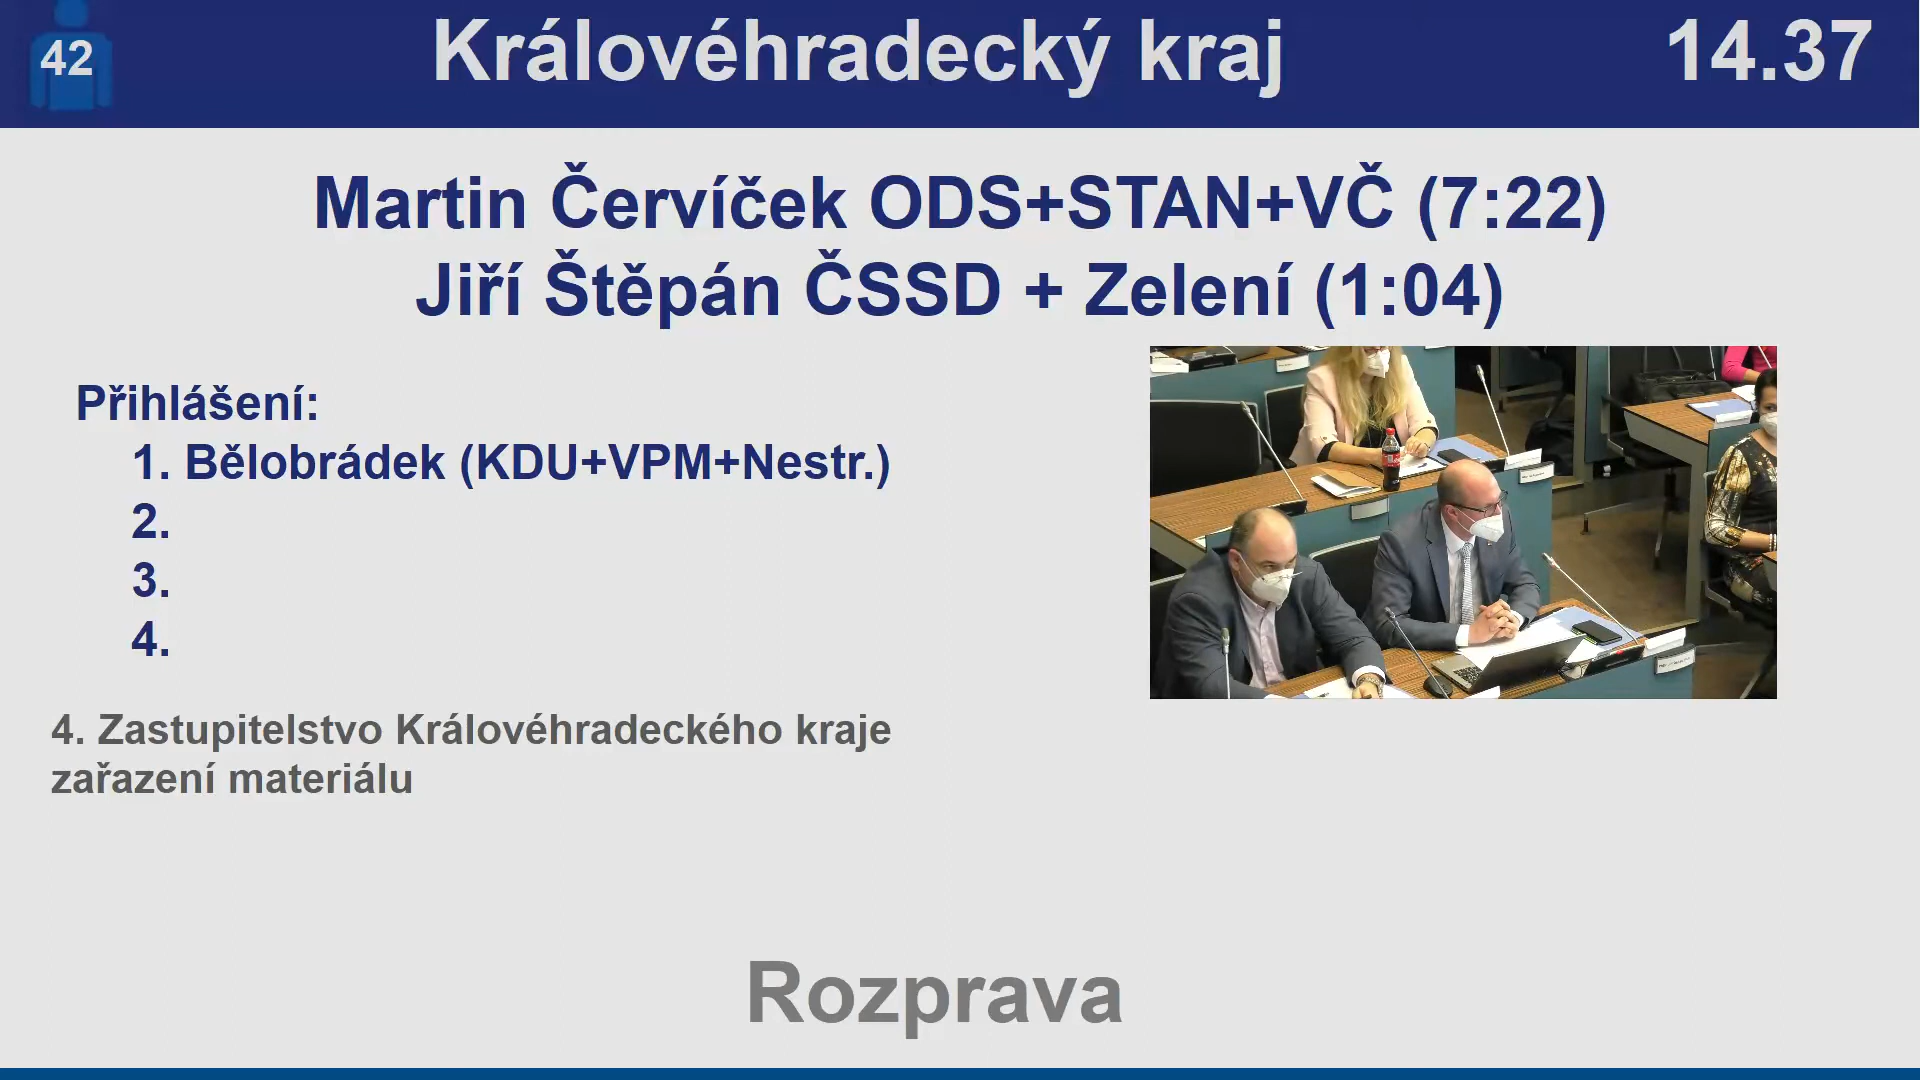 42
Královéhradecký kraj
14.37
Martin Červíček ODS+STAN+VČ (7:22)
Jiří Štěpán ČSSD + Zelení (1:04)
Přihlášení:
1. Bělobrádek (KDU+VPM+Nestr.)
2.
3.
4.
4. Zastupitelstvo Královéhradeckého kraje
zařazení materiálu
Rozprava